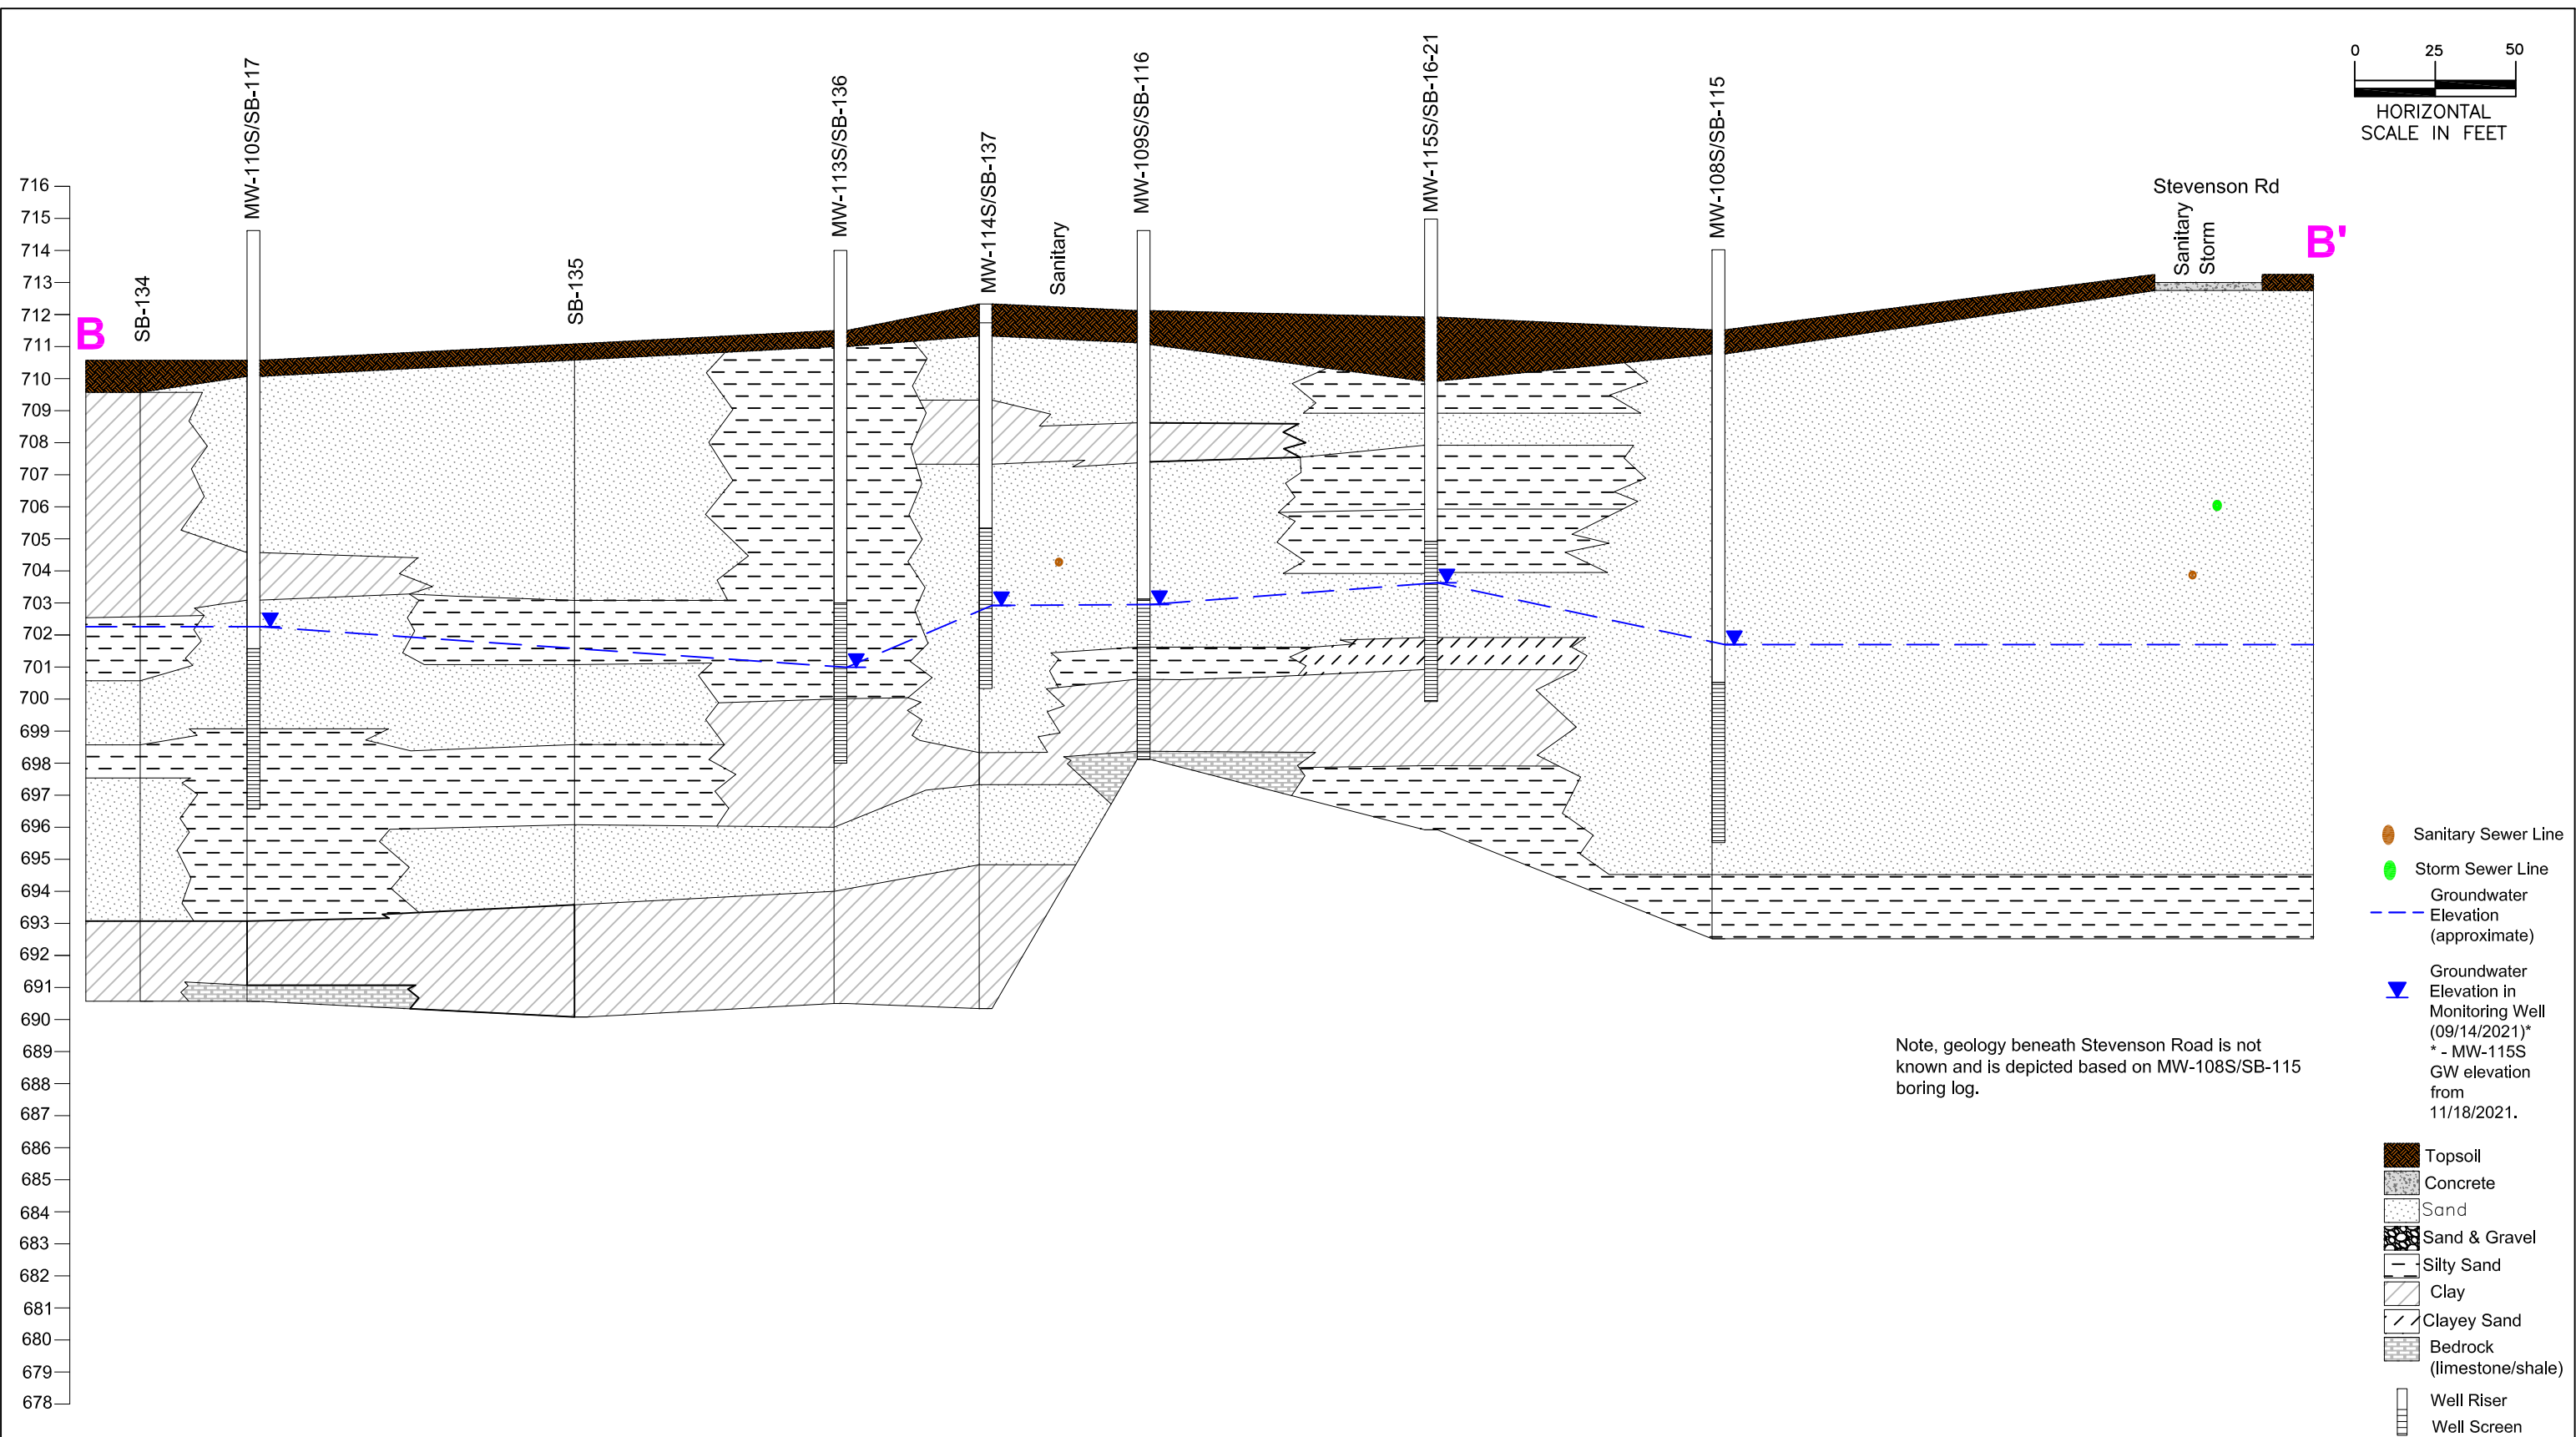 0 25 50
HORIZONTAL
SCALE IN FEET
MW-110S/SB-117
MW-113S/SB-136
MW-114S/SB-137
MW-109S/SB-116
MW-115S/SB-16-21
MW-108S/SB-115
SB-134
SB-135
Sanitary
Stevenson Rd
Sanitary
Storm
B
B'
716
715
714
713
712
711
710
709
708
707
706
705
704
703
702
701
700
699
698
697
696
695
694
693
692
691
690
689
688
687
686
685
684
683
682
681
680
679
678
Note, geology beneath Stevenson Road is not
known and is depicted based on MW-108S/SB-115
boring log.
Sanitary Sewer Line
Storm Sewer Line
Groundwater
Elevation
(approximate)
Groundwater
Elevation in
Monitoring Well
(09/14/2021)*
* - MW-115S
GW elevation
from
11/18/2021.
Topsoil
Concrete
Sand
Sand & Gravel
Silty Sand
Clay
Clayey Sand
Bedrock
(limestone/shale)
Well Riser
Well Screen